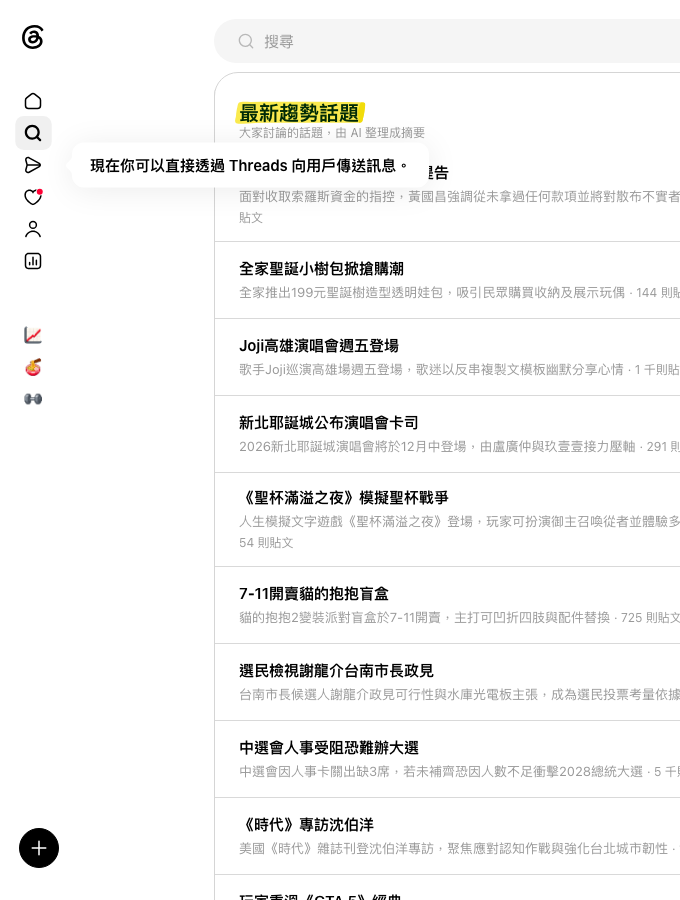 搜尋
最新趨勢話題
大家討論的話題，由 AI 整理成摘要
現在你可以直接透過 Threads 向用戶傳送訊息。
告
面對收取索羅斯資金的指控，黃國昌強調從未拿過任何款項並將對散布不實者
貼文
全家聖誕小樹包掀搶購潮
全家推出199元聖誕樹造型透明娃包，吸引民眾購買收納及展示玩偶 · 144 則貼
Joji高雄演唱會週五登場
歌手Joji巡演高雄場週五登場，歌迷以反串複製文模板幽默分享心情 · 1 千則貼
新北耶誕城公布演唱會卡司
2026新北耶誕城演唱會將於12月中登場，由盧廣仲與玖壹壹接力壓軸 · 291 則
《聖杯滿溢之夜》模擬聖杯戰爭
人生模擬文字遊戲《聖杯滿溢之夜》登場，玩家可扮演御主召喚從者並體驗多
54 則貼文
7-11開賣貓的抱抱盲盒
貓的抱抱2變裝派對盲盒於7-11開賣，主打可凹折四肢與配件替換 · 725 則貼文
選民檢視謝龍介台南市長政見
台南市長候選人謝龍介政見可行性與水庫光電板主張，成為選民投票考量依據
中選會人事受阻恐難辦大選
中選會因人事卡關出缺3席，若未補齊恐因人數不足衝擊2028總統大選 · 5 千
《時代》專訪沈伯洋
美國《時代》雜誌刊登沈伯洋專訪，聚焦應對認知作戰與強化台北城市韌性 ·